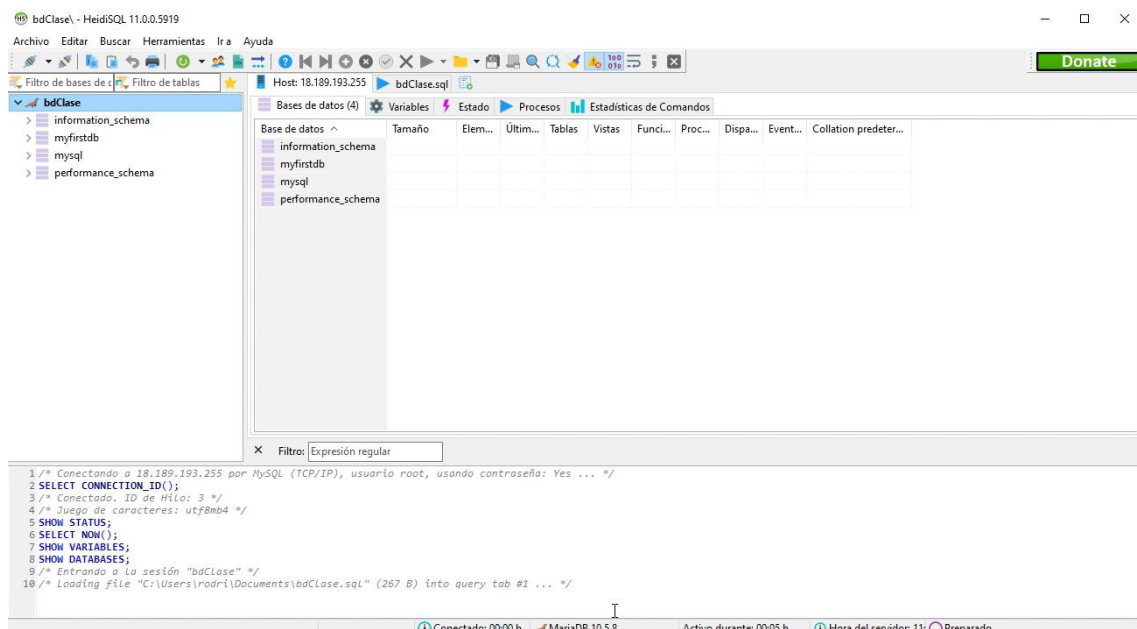 bdClase\ - HeidiSQL 11.0.0.5919
Archivo Editar Buscar Herramientas Ir a Ayuda
Donate
Filtro de bases de c Filtro de tablas
Host: 18.189.193.255 bdClase.sql
bdClase
information_schema
myfirstdb
mysql
performance_schema
Bases de datos (4) Variables Estado Procesos Estadísticas de Comandos
Base de datos Tamaño Elem... Últim... Tablas Vistas Funci... Proc... Dispa... Event... Collation predeter...
information_schema
myfirstdb
mysql
performance_schema
Filtro: Expresión regular
1 /* Conectando a 18.189.193.255 por MySQL (TCP/IP), usuario root, usando contraseña: Yes ... */
2 SELECT CONNECTION_ID();
3 /* Conectado. ID de Hilo: 3 */
4 /* Juego de caracteres: utf8mb4 */
5 SHOW STATUS;
6 SELECT NOW();
7 SHOW VARIABLES;
8 SHOW DATABASES;
9 /* Entrando a la sesión "bdClase" */
10 /* Loading file "C:\Users\rodri\Documents\bdClase.sql" (267 B) into query tab #1 ... */
Conectado: 00:00 h MariaDB 10.5.8 Activo durante: 00:05 h Hora del servidor: 11: Preparado